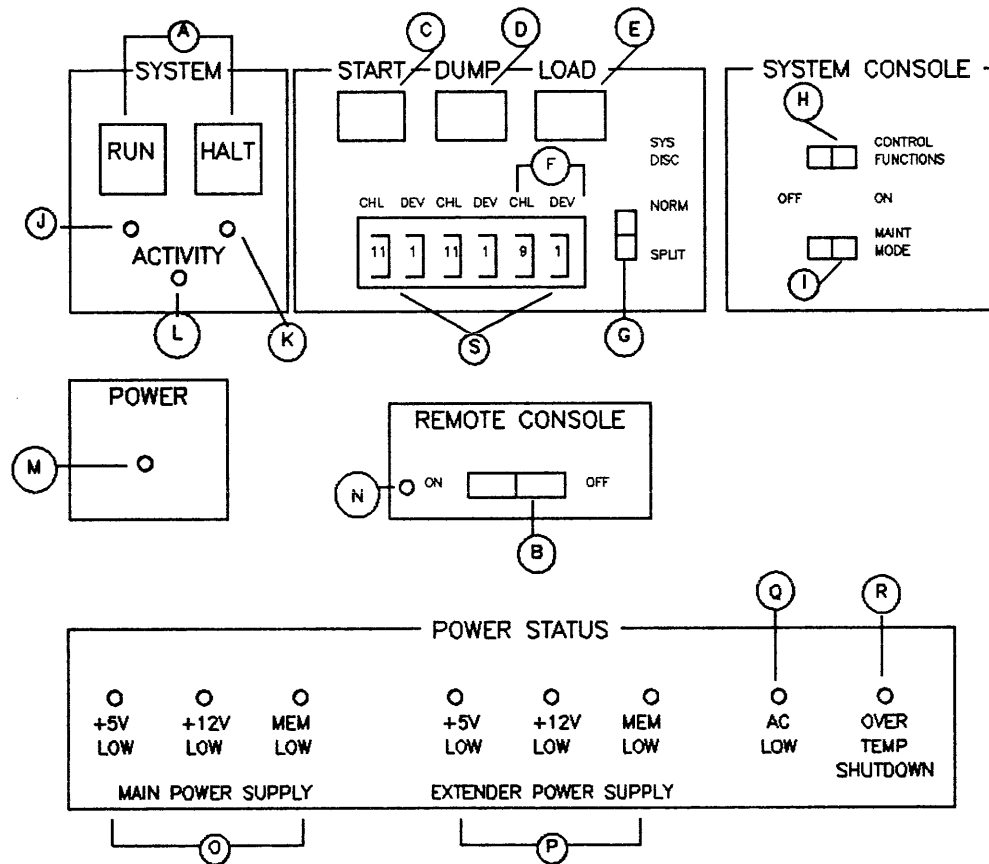 A
C
D
E
SYSTEM
START DUMP LOAD
SYSTEM CONSOLE
H
RUN
HALT
SYS
DISC
CONTROL
FUNCTIONS
F
CHL DEV CHL DEV CHL DEV
NORM
OFF
ON
J
11 1 11 1 9 1
SPLIT
MAINT
MODE
ACTIVITY
I
L
K
S
G
POWER
REMOTE CONSOLE
M
N
ON
OFF
B
Q
R
POWER STATUS
+5V
LOW
+12V
LOW
MEM
LOW
+5V
LOW
+12V
LOW
MEM
LOW
AC
LOW
OVER
TEMP
SHUTDOWN
MAIN POWER SUPPLY
EXTENDER POWER SUPPLY
O
P